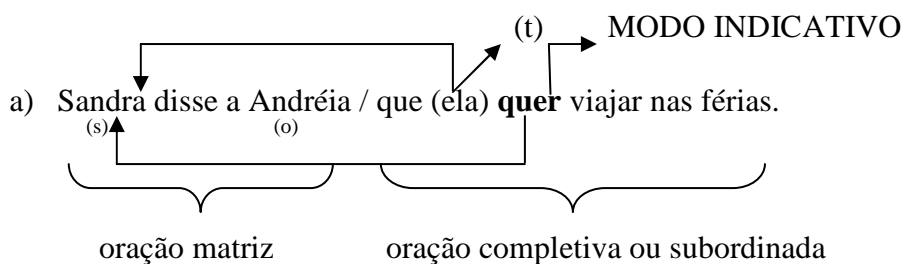 (t) MODO INDICATIVO
a) Sandra disse a Andréia / que (ela) quer viajar nas férias.
(s) (o)
oração matriz oração completiva ou subordinada